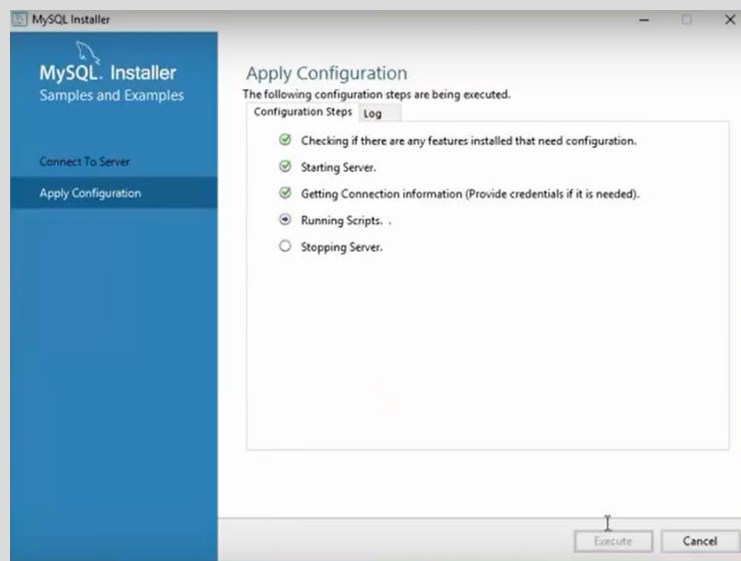 MySQL Installer
MySQL. Installer
Samples and Examples
Connect To Server
Apply Configuration
Apply Configuration
The following configuration steps are being executed.
Configuration Steps Log
Checking if there are any features installed that need configuration.
Starting Server.
Getting Connection information (Provide credentials if it is needed).
Running Scripts. .
Stopping Server.
Execute Cancel